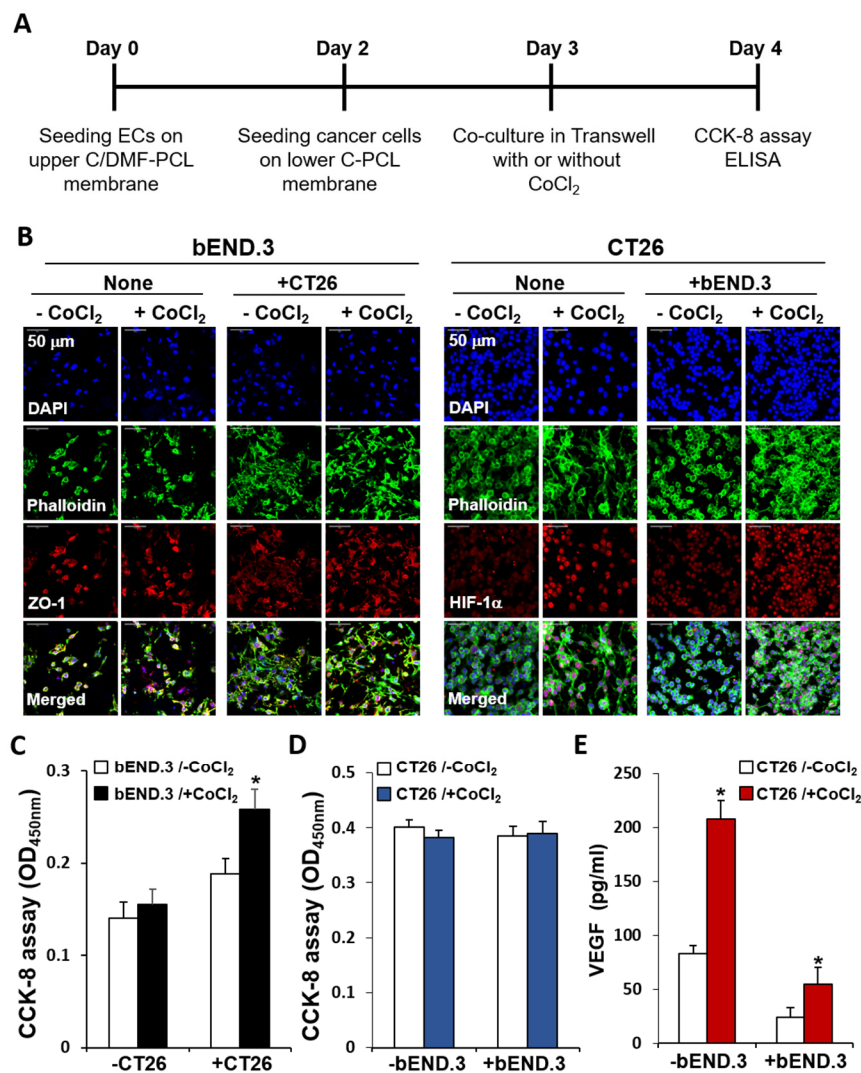 A
Day 0 Day 2 Day 3 Day 4
Seeding ECs on
upper C/DMF-PCL
membrane
Seeding cancer cells
on lower C-PCL
membrane
Co-culture in Transwell
with or without
CoCl2
CCK-8 assay
ELISA
B
bEND.3 CT26
None +CT26 None +bEND.3
- CoCl2 + CoCl2 - CoCl2 + CoCl2 - CoCl2 + CoCl2 - CoCl2 + CoCl2
50 μm 50 μm
DAPI DAPI
Phalloidin Phalloidin
ZO-1 HIF-1α
Merged Merged
C
bEND.3 /-CoCl2
bEND.3 /+CoCl2
CCK-8 assay (OD450nm)
0.3
0.2
0.1
0
*
-CT26 +CT26
D
CT26 /-CoCl2
CT26 /+CoCl2
CCK-8 assay (OD450nm)
0.5
0.4
0.3
0.2
0.1
0
-bEND.3 +bEND.3
E
CT26 /-CoCl2
CT26 /+CoCl2
VEGF (pg/ml)
250
200
150
100
50
0
*
*
-bEND.3 +bEND.3